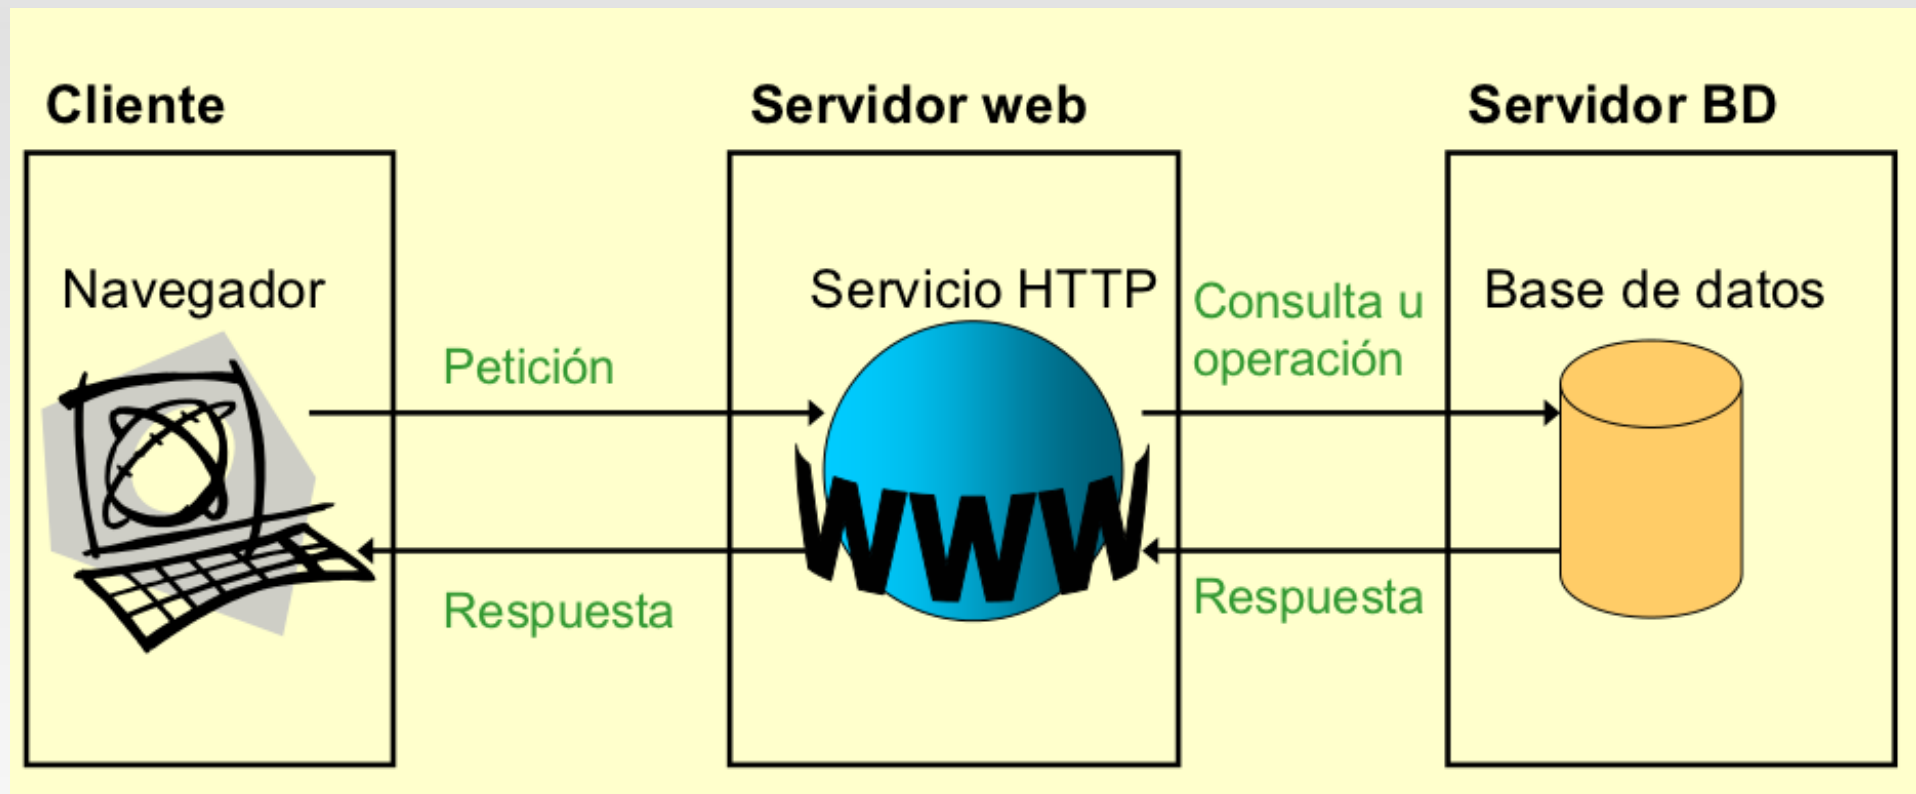 Cliente
Servidor web
Servidor BD
Navegador
Servicio HTTP
Base de datos
Petición
Consulta u
operación
Respuesta
Respuesta
WWW